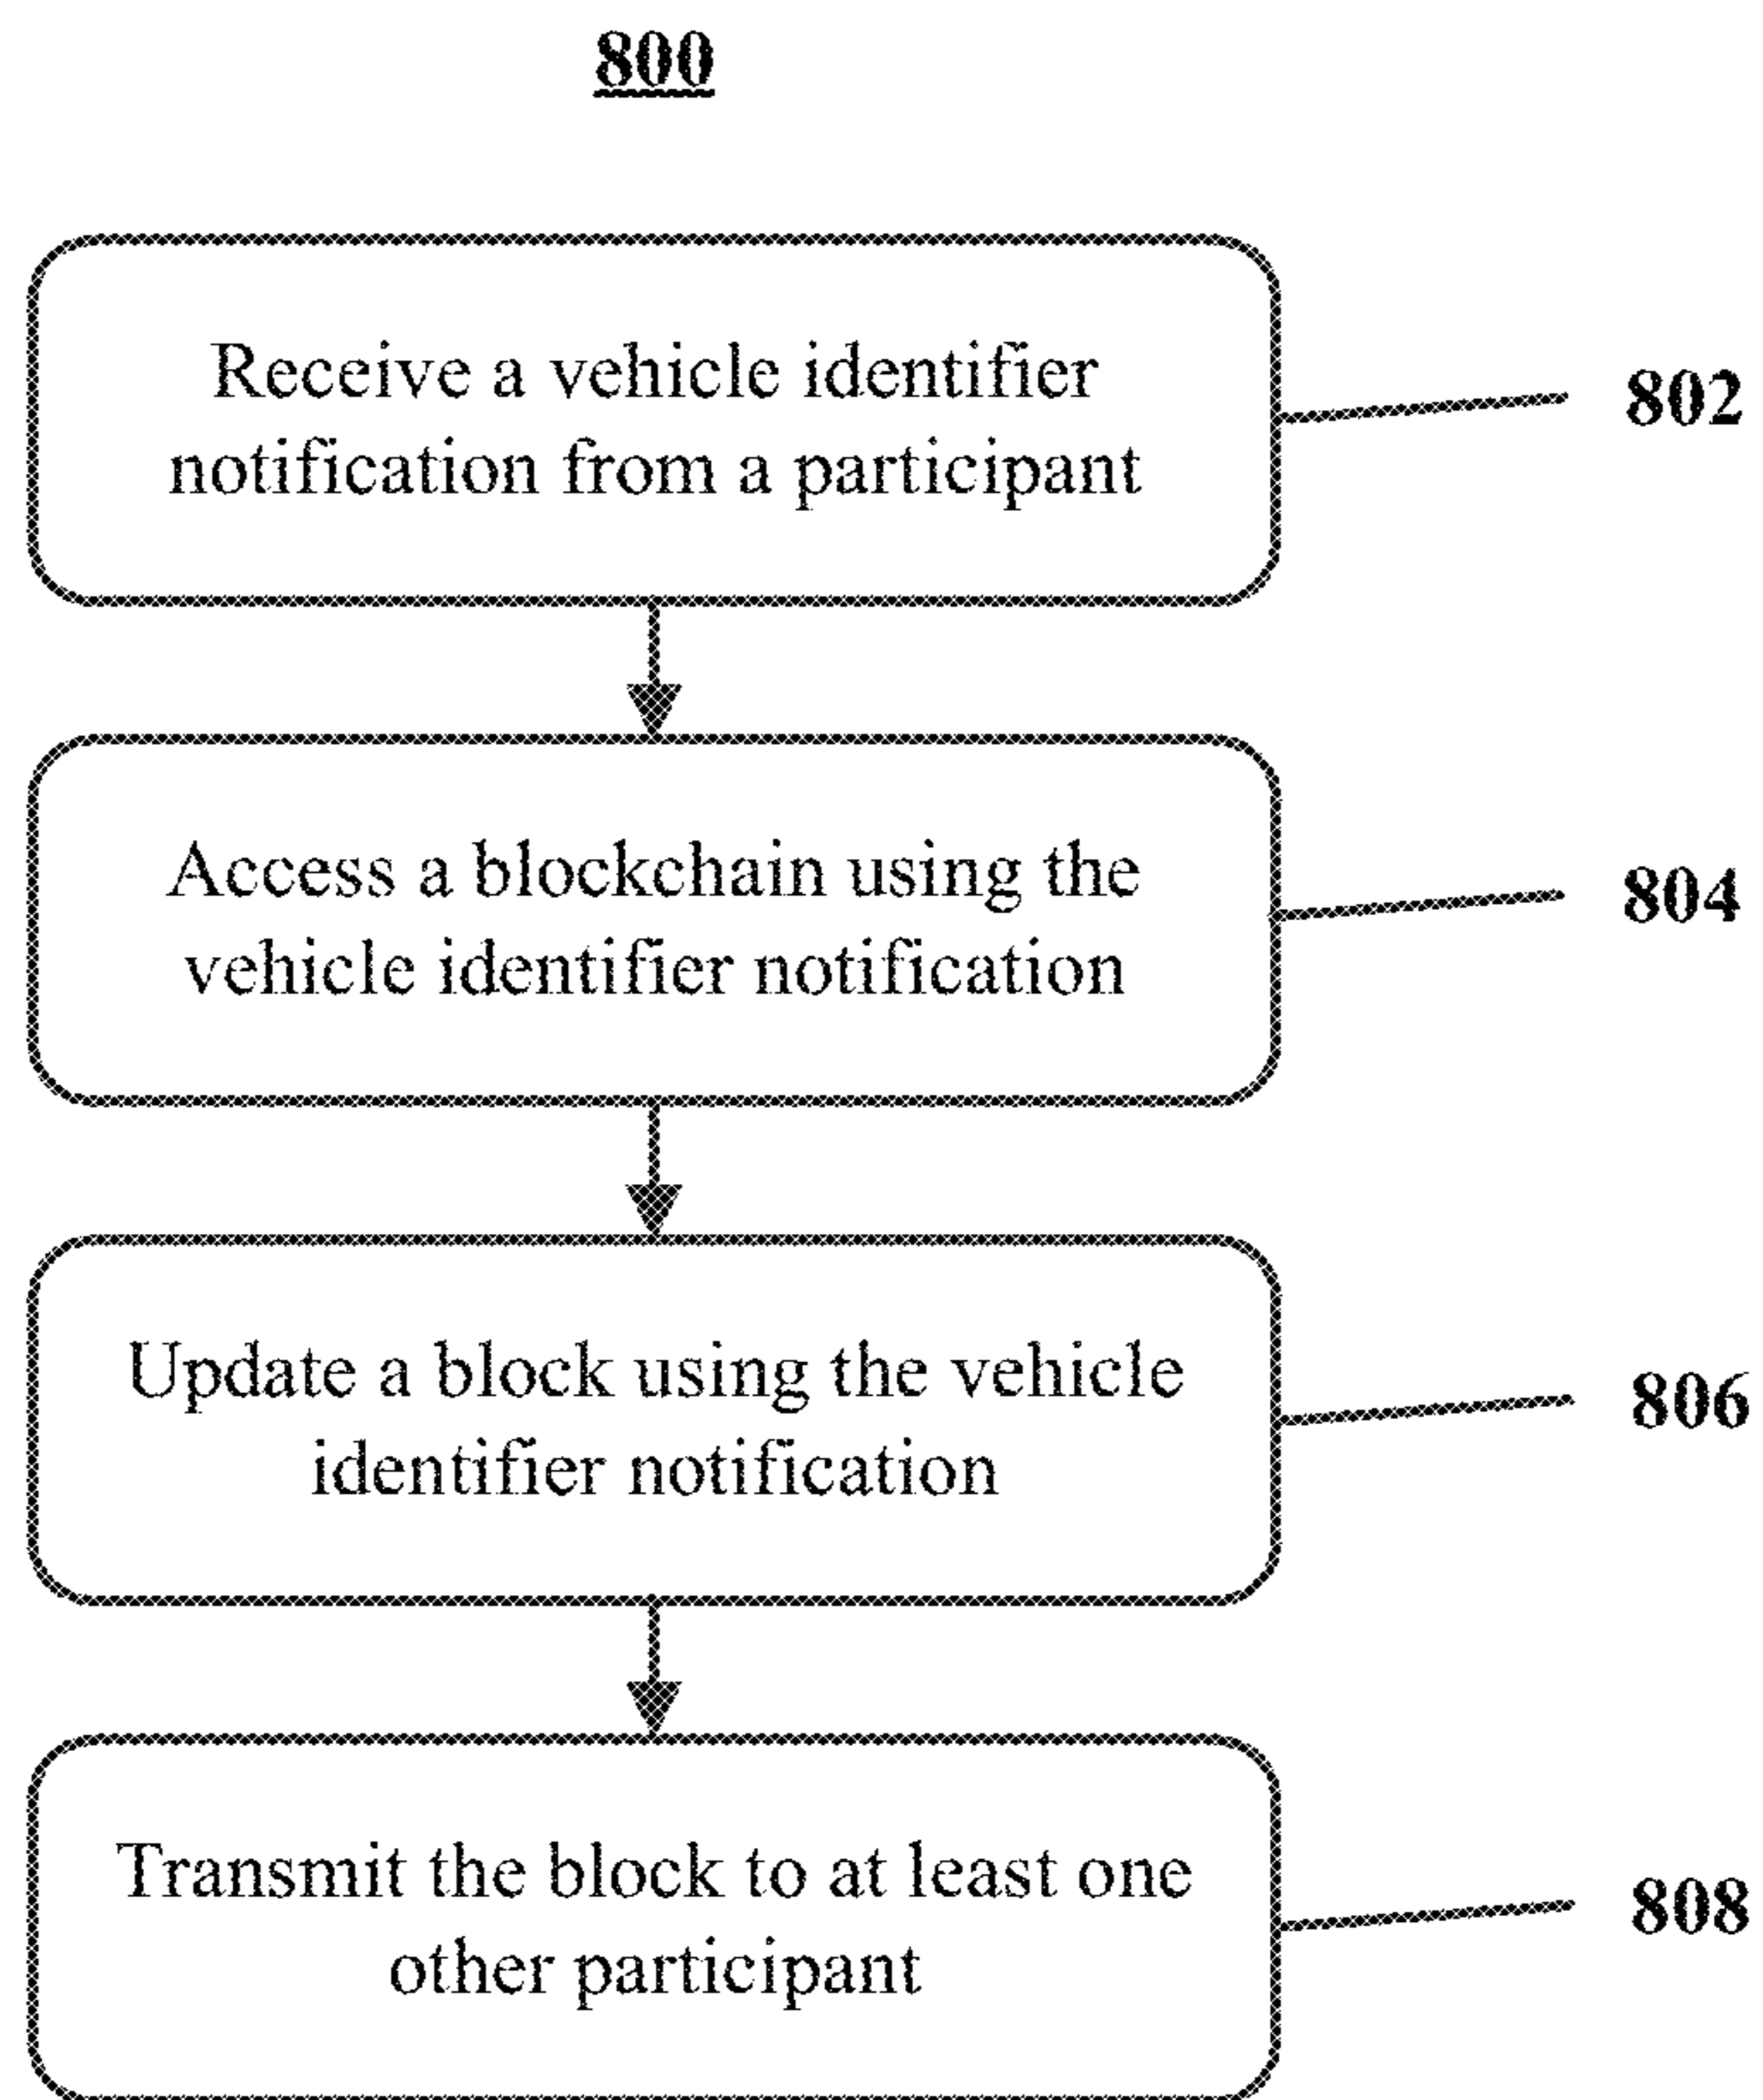 800
Receive a vehicle identifier
notification from a participant
802
Access a blockchain using the
vehicle identifier notification
804
Update a block using the vehicle
identifier notification
806
Transmit the block to at least one
other participant
808